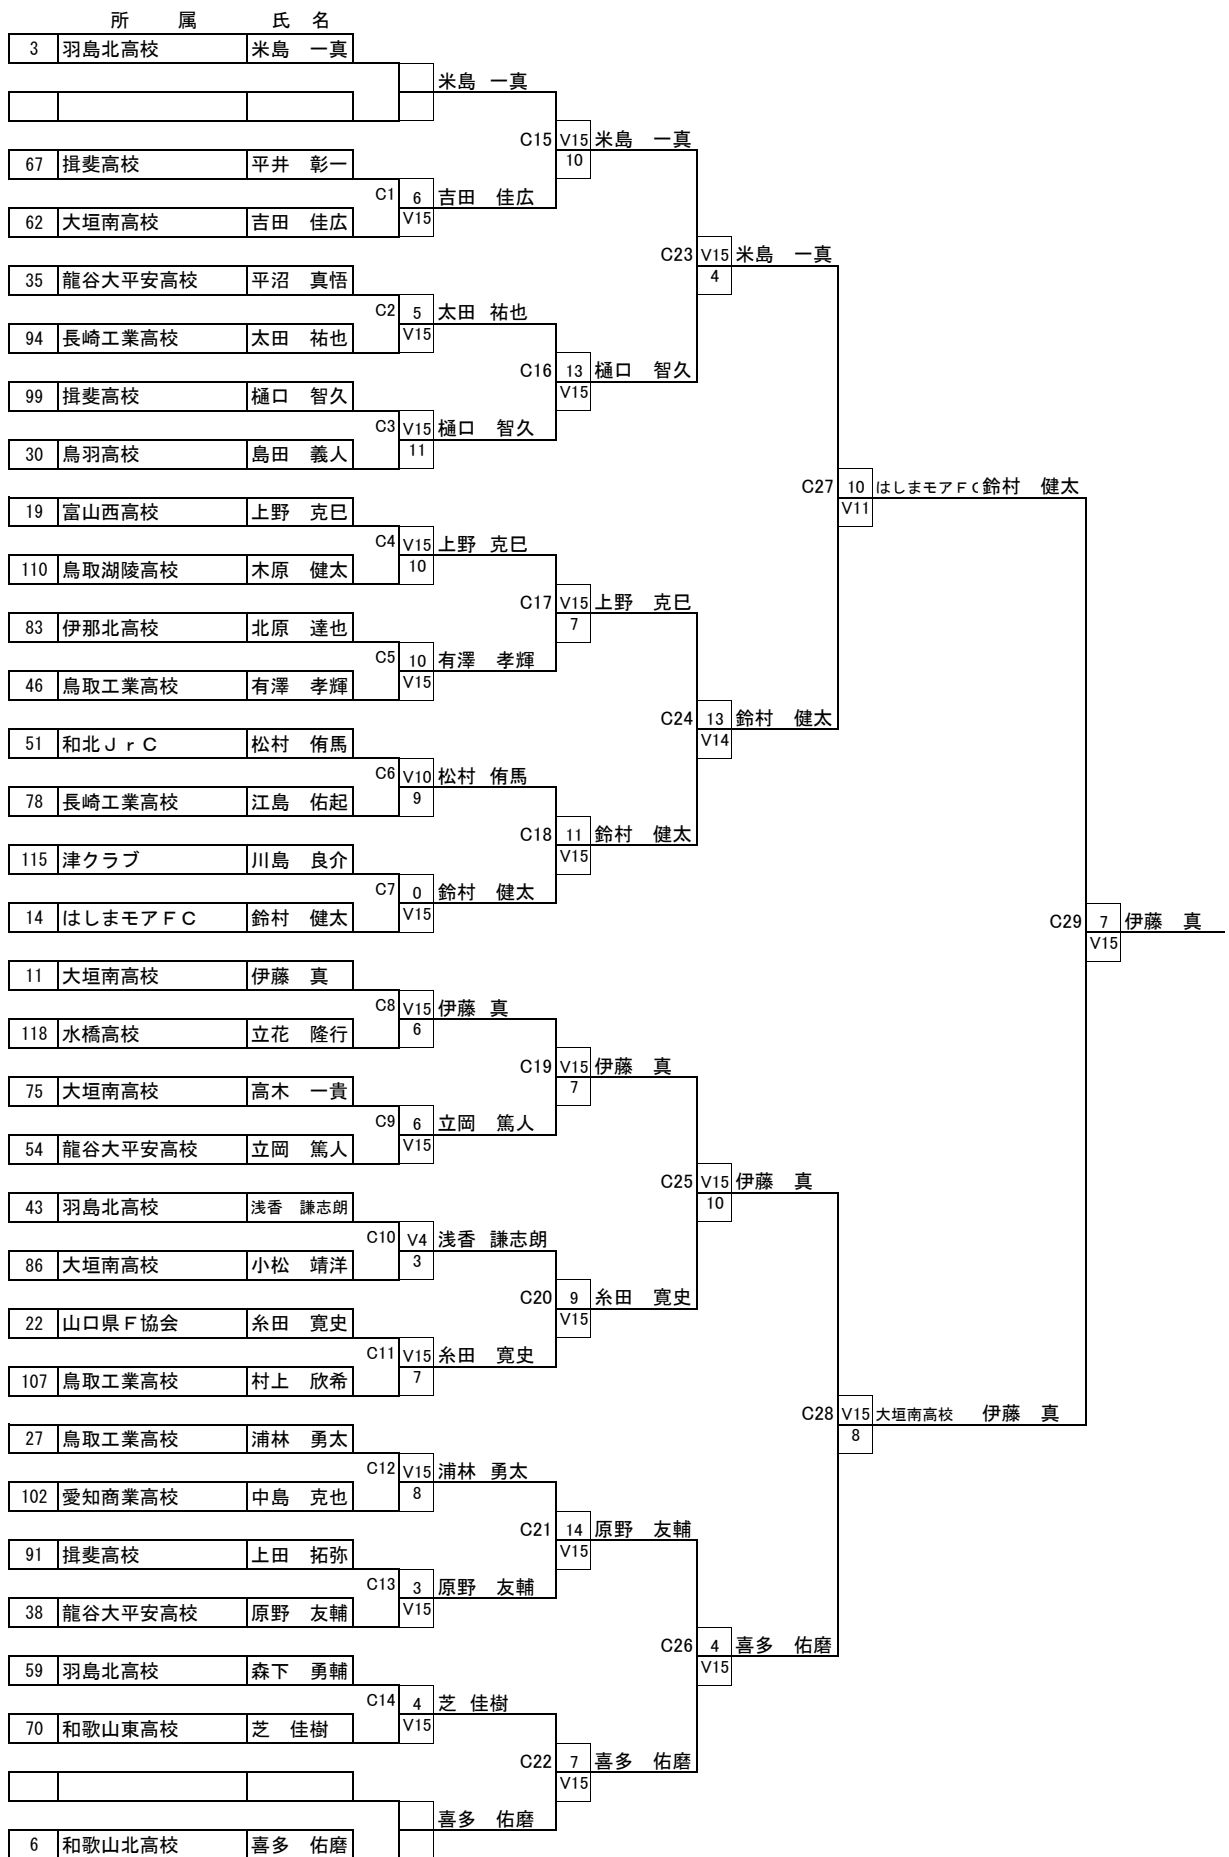 所 属 氏 名
3 羽島北高校 米島 一真
米島 一真
C15 V15 米島 一真
10
67 揖斐高校 平井 彰一
C1 6 吉田 佳広
V15
62 大垣南高校 吉田 佳広
C23 V15 米島 一真
4
35 龍谷大平安高校 平沼 真悟
C2 5 太田 祐也
V15
94 長崎工業高校 太田 祐也
C16 13 樋口 智久
V15
99 揖斐高校 樋口 智久
C3 V15 樋口 智久
11
30 鳥羽高校 島田 義人
C27 10 はしまモアFC 鈴村 健太
V11
19 富山西高校 上野 克巳
C4 V15 上野 克巳
10
110 鳥取湖陵高校 木原 健太
C17 V15 上野 克巳
7
83 伊那北高校 北原 達也
C5 10 有澤 孝輝
V15
46 鳥取工業高校 有澤 孝輝
C24 13 鈴村 健太
V14
51 和北JrC 松村 侑馬
C6 V10 松村 侑馬
9
78 長崎工業高校 江島 佑起
C18 11 鈴村 健太
V15
115 津クラブ 川島 良介
C7 0 鈴村 健太
V15
14 はしまモアFC 鈴村 健太
C29 7 伊藤 真
V15
11 大垣南高校 伊藤 真
C8 V15 伊藤 真
6
118 水橋高校 立花 隆行
C19 V15 伊藤 真
7
75 大垣南高校 高木 一貴
C9 6 立岡 篤人
V15
54 龍谷大平安高校 立岡 篤人
C25 V15 伊藤 真
10
43 羽島北高校 浅香 謙志朗
C10 V4 浅香 謙志朗
3
86 大垣南高校 小松 靖洋
C20 9 糸田 寛史
V15
22 山口県F協会 糸田 寛史
C11 V15 糸田 寛史
7
107 鳥取工業高校 村上 欣希
C28 V15 大垣南高校 伊藤 真
8
27 鳥取工業高校 浦林 勇太
C12 V15 浦林 勇太
8
102 愛知商業高校 中島 克也
C21 14 原野 友輔
V15
91 揖斐高校 上田 拓弥
C13 3 原野 友輔
V15
38 龍谷大平安高校 原野 友輔
C26 4 喜多 佑磨
V15
59 羽島北高校 森下 勇輔
C14 4 芝 佳樹
V15
70 和歌山東高校 芝 佳樹
C22 7 喜多 佑磨
V15
喜多 佑磨
6 和歌山北高校 喜多 佑磨